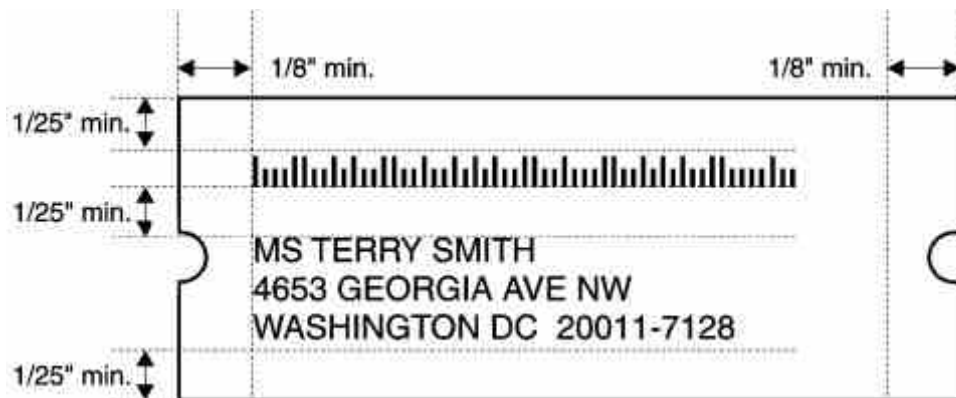 1/8" min. 1/8" min.
1/25" min.
1/25" min.
MS TERRY SMITH
4653 GEORGIA AVE NW
WASHINGTON DC  20011-7128
1/25" min.